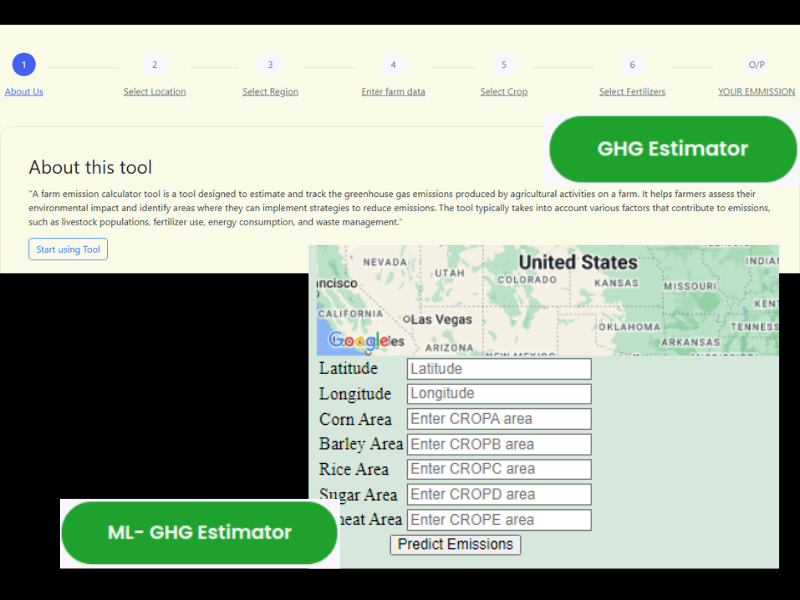 1 2 3 4 5 6 O/P
About Us Select Location Select Region Enter farm data Select Crop Select Fertilizers YOUR EMMISSION
GHG Estimator
About this tool
"A farm emission calculator tool is a tool designed to estimate and track the greenhouse gas emissions produced by agricultural activities on a farm. It helps farmers assess their
environmental impact and identify areas where they can implement strategies to reduce emissions. The tool typically takes into account various factors that contribute to emissions,
such as livestock populations, fertilizer use, energy consumption, and waste management."
Start using Tool
United States
NEVADA
UTAH
COLORADO
KANSAS
MISSOURI
INDIA
ncisco
KENT
CALIFORNIA
Las Vegas
OKLAHOMA
TENNESS
Google
les
ARIZONA
ARKANSAS
NEW MEXICO
Latitude Latitude
Longitude Longitude
Corn Area Enter CROPA area
Barley Area Enter CROPB area
Rice Area Enter CROPC area
Sugar Area Enter CROPD area
heat Area Enter CROPE area
Predict Emissions
ML- GHG Estimator